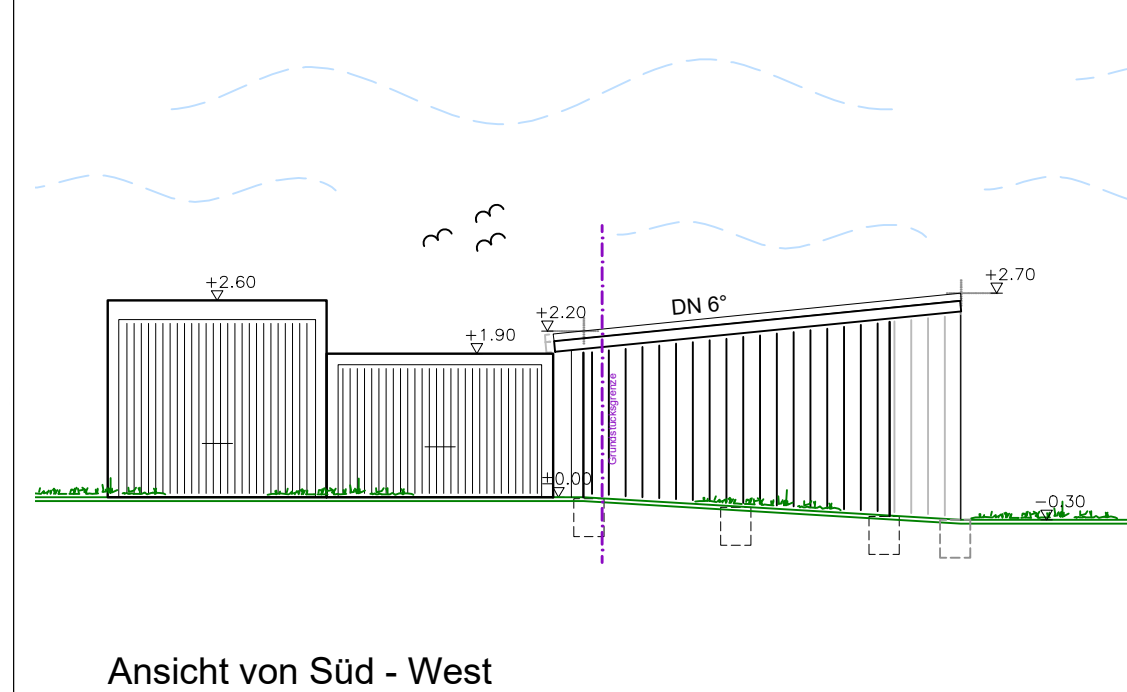 +2.60
+2.70
DN 6°
+2.20
+1.90
Grundstücksgrenze
±0.00
-0.30
Ansicht von Süd - West